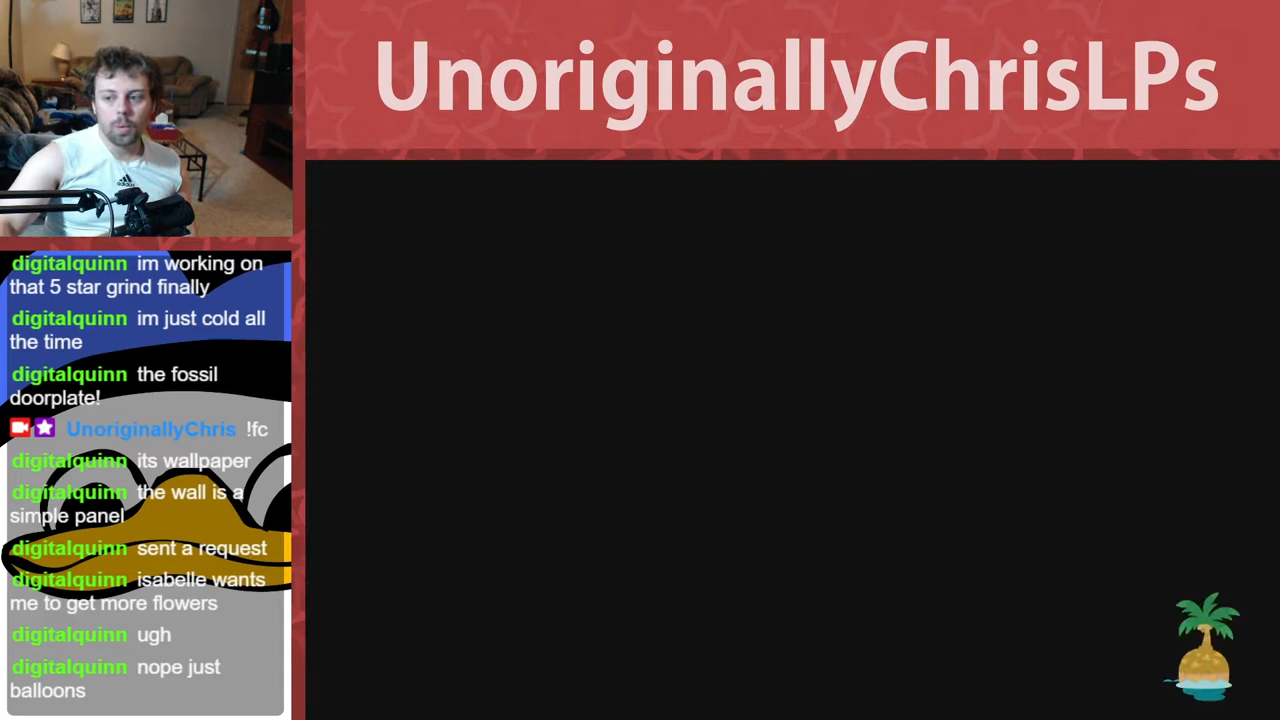 UnoriginallyChrisLPs
adidas
digitalquinn im working on
that 5 star grind finally
digitalquinn im just cold all
the time
digitalquinn the fossil
doorplate!
UnoriginallyChris !fc
digitalquinn its wallpaper
digitalquinn the wall is a
simple panel
digitalquinn sent a request
digitalquinn isabelle wants
me to get more flowers
digitalquinn ugh
digitalquinn nope just
balloons